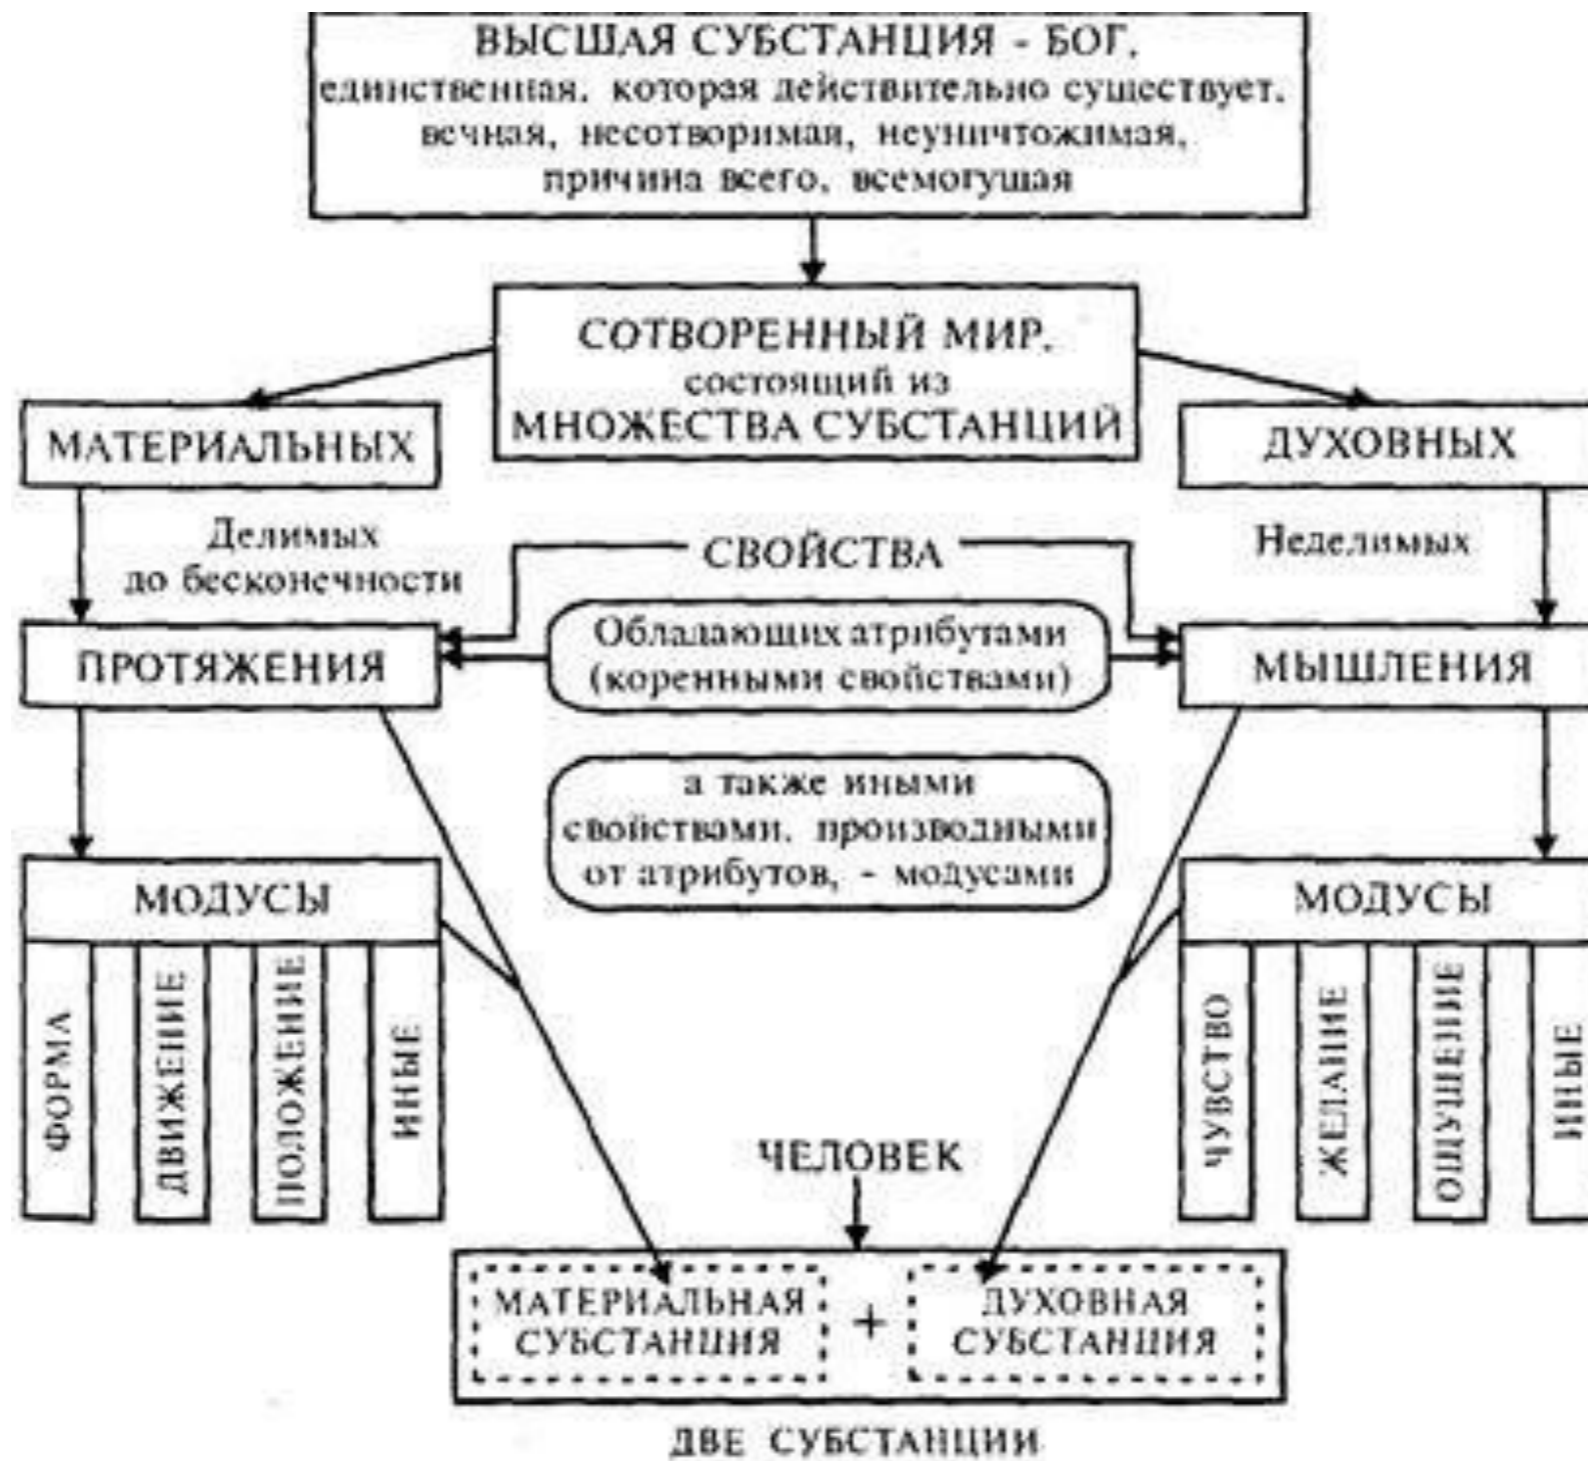 ВЫСШАЯ СУБСТАНЦИЯ - БОГ,
единственная, которая действительно существует,
вечная, несотворимая, неуничтожимая,
причина всего, всемогущая
СОТВОРЕННЫЙ МИР,
состоящий из
МНОЖЕСТВА СУБСТАНЦИЙ
МАТЕРИАЛЬНЫХ
ДУХОВНЫХ
Делимых
до бесконечности
СВОЙСТВА
Неделимых
ПРОТЯЖЕНИЯ
Обладающих атрибутами
(коренными свойствами)
МЫШЛЕНИЯ
а также иными
свойствами, производными
от атрибутов, - модусами
МОДУСЫ
МОДУСЫ
ФОРМА
ДВИЖЕНИЕ
ПОЛОЖЕНИЕ
ИНЫЕ
ЧУВСТВО
ЖЕЛАНИЕ
ОЩУЩЕНИЕ
ИНЫЕ
ЧЕЛОВЕК
МАТЕРИАЛЬНАЯ
СУБСТАНЦИЯ
+
ДУХОВНАЯ
СУБСТАНЦИЯ
ДВЕ СУБСТАНЦИИ